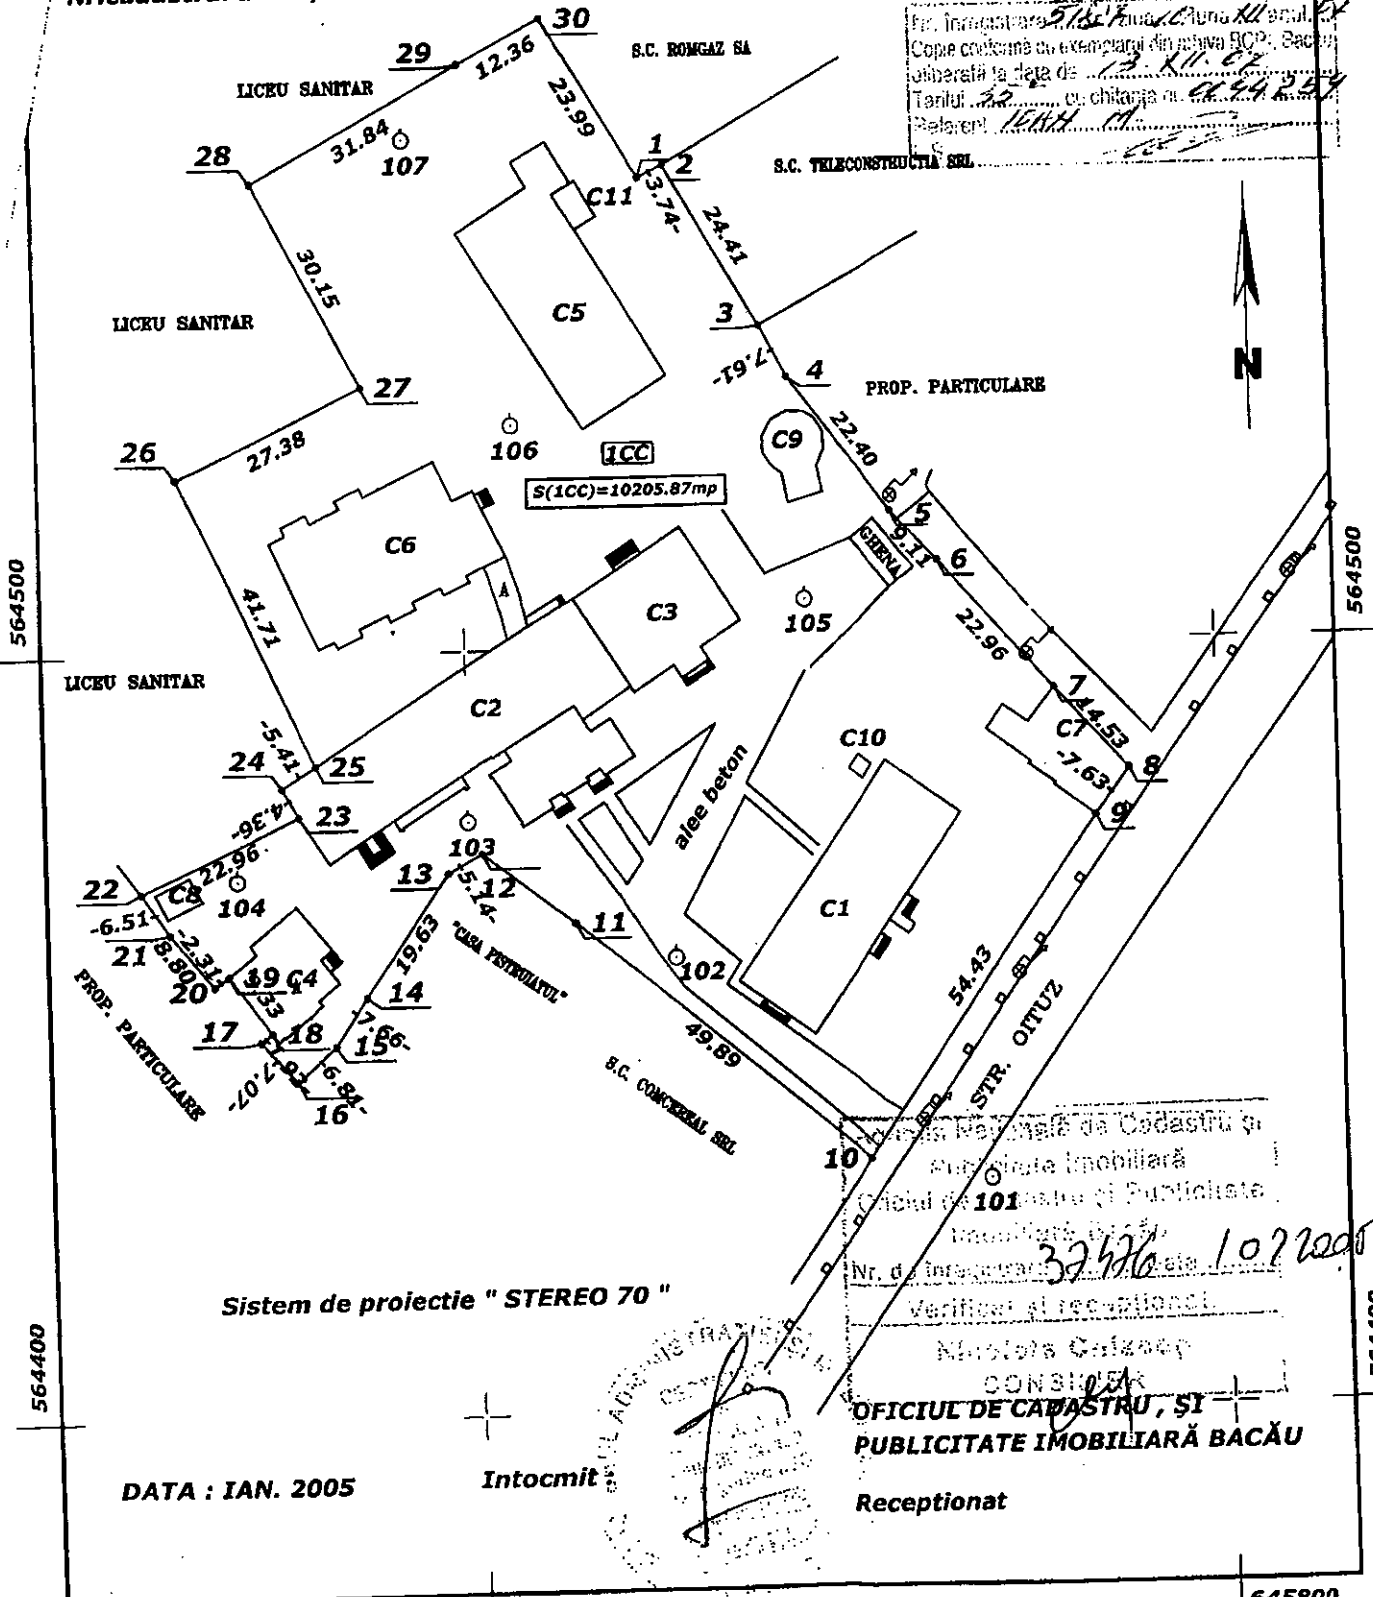 30
29
12.36
S.C. ROMGAZ SA
LICEU SANITAR
23.99
31.84
107
28
1
2
C11
-3.74-
S.C. TELECONSTRUCTIA SRL
24.41
30.15
C5
3
LICEU SANITAR
-7.61-
4
N
27
PROP. PARTICULARE
26
27.38
106
1CC
C9
22.40
S(1CC)=10205.87mp
5
C6
GHENA
9.11
6
564500
564500
A
C3
105
41.71
22.96
LICEU SANITAR
C2
7
14.53
C7
C10
-5.41-
24
25
alee beton
-7.63-
8
23
9
-4.36-
103
22.96
13
12
22
C8
104
-5.14-
C1
11
-6.51-
21
-2.31-
19.63
"CASA PISTRUIATUL"
102
8.80
20
19
C4
54.43
PROP. PARTICULARE
14
17
18
7.66-
15
49.89
STR. OITUZ
-7.07-
-6.84-
16
S.C. COMCEREAL SRL
10
Publicitate Imobiliară
101
37476
Sistem de proiectie " STEREO 70 "
Verificat si receptionat
564400
OFICIUL DE CADASTRU , ŞI
PUBLICITATE IMOBILIARĂ BACĂU
DATA : IAN. 2005
Intocmit
Receptionat
645800